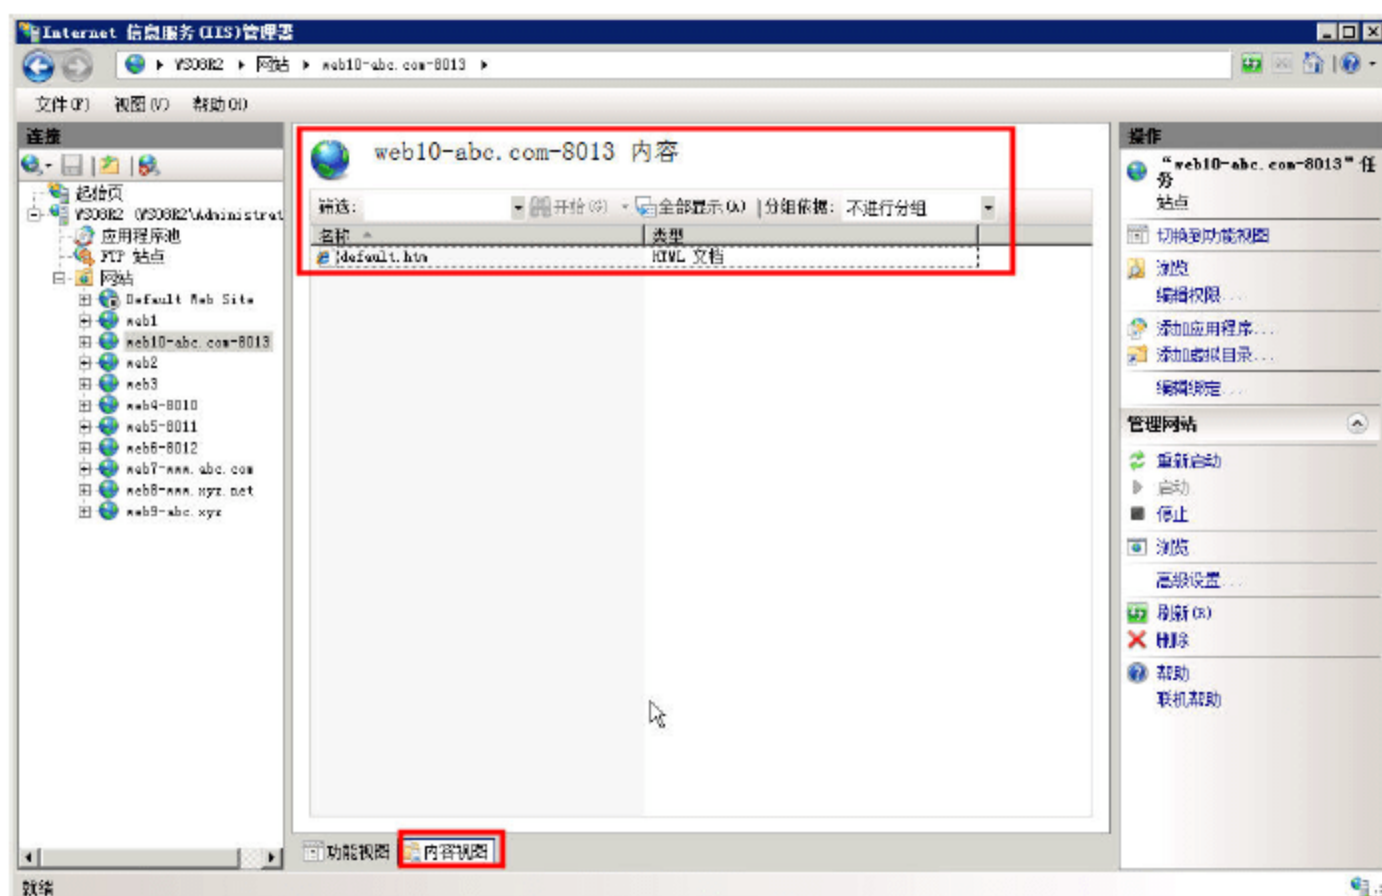 Internet 信息服务(IIS)管理器
VSO8R2 网站 web10-abc.com-8013
文件(F) 视图(V) 帮助(H)
连接
起始页
VSO8R2 (VSO8R2\Administrat
应用程序池
FTP 站点
网站
Default Web Site
web1
web10-abc.com-8013
web2
web3
web4-8010
web5-8011
web6-8012
web7-www.abc.com
web8-www.xyz.net
web9-abc.xyz
web10-abc.com-8013 内容
筛选: 开始(G) 全部显示(A) 分组依据: 不进行分组
名称 类型
default.htm HTML 文档
功能视图 内容视图
操作
“web10-abc.com-8013”任
务
站点
切换到功能视图
浏览
编辑权限...
添加应用程序...
添加虚拟目录...
编辑绑定...
管理网站
重新启动
启动
停止
浏览
高级设置...
刷新(R)
删除
帮助
联机帮助
就绪